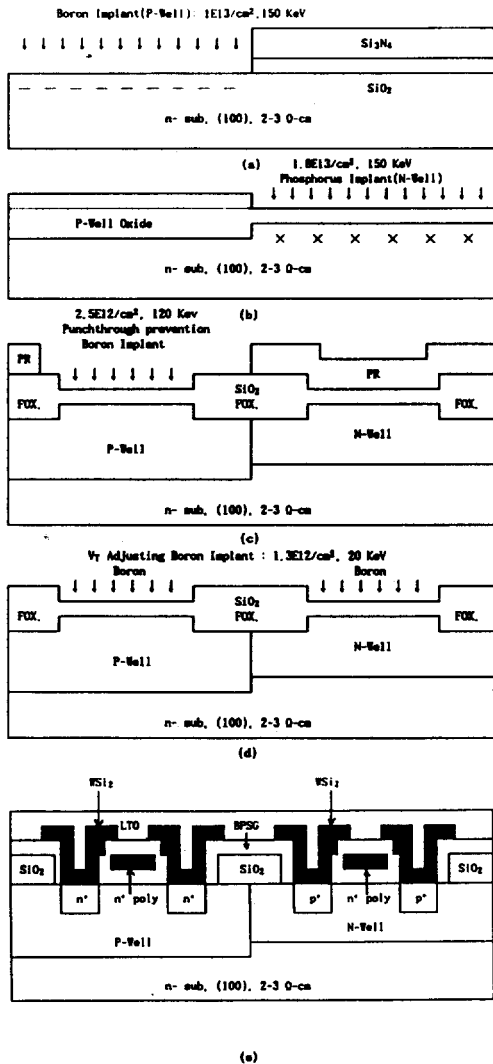 Boron Implant(P-Well): 1E13/cm², 150 KeV
Si₃N₄
SiO₂
n- sub, (100), 2-3 Ω-cm
(a)
1.8E13/cm², 150 KeV
Phosphorus Implant(N-Well)
P-Well Oxide
n- sub, (100), 2-3 Ω-cm
(b)
2.5E12/cm², 120 Kev
Punchthrough prevention
Boron Implant
PR
PR
SiO₂
FOX.
FOX.
FOX.
P-Well
N-Well
n- sub, (100), 2-3 Ω-cm
(c)
V_T Adjusting Boron Implant : 1.3E12/cm², 20 KeV
Boron
Boron
SiO₂
FOX.
FOX.
FOX.
P-Well
N-Well
n- sub, (100), 2-3 Ω-cm
(d)
WSi₂
WSi₂
LTO
BPSG
SiO₂
SiO₂
SiO₂
n⁺
n⁺ poly
n⁺
p⁺
n⁺ poly
p⁺
P-Well
N-Well
n- sub, (100), 2-3 Ω-cm
(e)